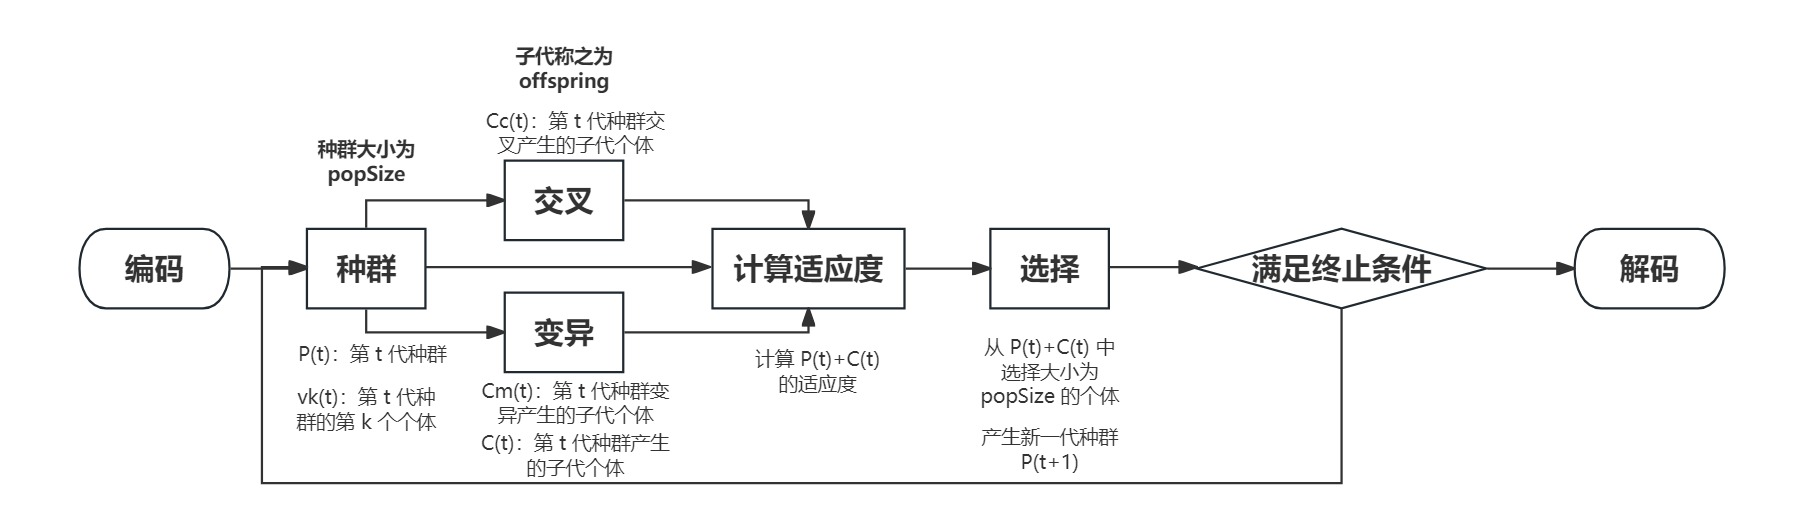 子代称之为
offspring
Cc(t)：第 t 代种群交
叉产生的子代个体
种群大小为
popSize
交叉
编码
种群
计算适应度
选择
满足终止条件
解码
变异
P(t)：第 t 代种群
vk(t)：第 t 代种
群的第 k 个个体
Cm(t)：第 t 代种群变
异产生的子代个体
C(t)：第 t 代种群产生
的子代个体
计算 P(t)+C(t)
的适应度
从 P(t)+C(t) 中
选择大小为
popSize 的个体
产生新一代种群
P(t+1)